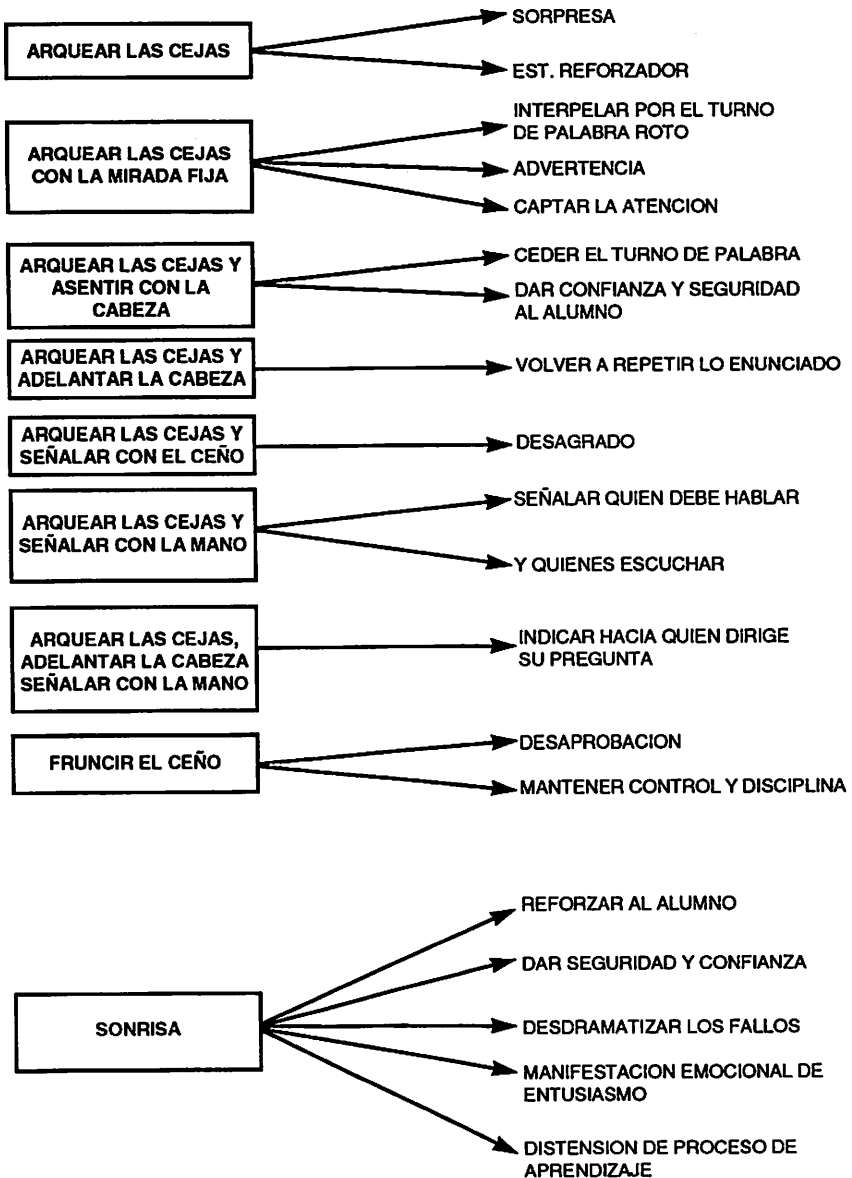 ARQUEAR LAS CEJAS
SORPRESA
EST. REFORZADOR
ARQUEAR LAS CEJAS
CON LA MIRADA FIJA
INTERPELAR POR EL TURNO
DE PALABRA ROTO
ADVERTENCIA
CAPTAR LA ATENCION
ARQUEAR LAS CEJAS Y
ASENTIR CON LA
CABEZA
CEDER EL TURNO DE PALABRA
DAR CONFIANZA Y SEGURIDAD
AL ALUMNO
ARQUEAR LAS CEJAS Y
ADELANTAR LA CABEZA
VOLVER A REPETIR LO ENUNCIADO
ARQUEAR LAS CEJAS Y
SEÑALAR CON EL CEÑO
DESAGRADO
ARQUEAR LAS CEJAS Y
SEÑALAR CON LA MANO
SEÑALAR QUIEN DEBE HABLAR
Y QUIENES ESCUCHAR
ARQUEAR LAS CEJAS,
ADELANTAR LA CABEZA
SEÑALAR CON LA MANO
INDICAR HACIA QUIEN DIRIGE
SU PREGUNTA
FRUNCIR EL CEÑO
DESAPROBACION
MANTENER CONTROL Y DISCIPLINA
SONRISA
REFORZAR AL ALUMNO
DAR SEGURIDAD Y CONFIANZA
DESDRAMATIZAR LOS FALLOS
MANIFESTACION EMOCIONAL DE
ENTUSIASMO
DISTENSION DE PROCESO DE
APRENDIZAJE